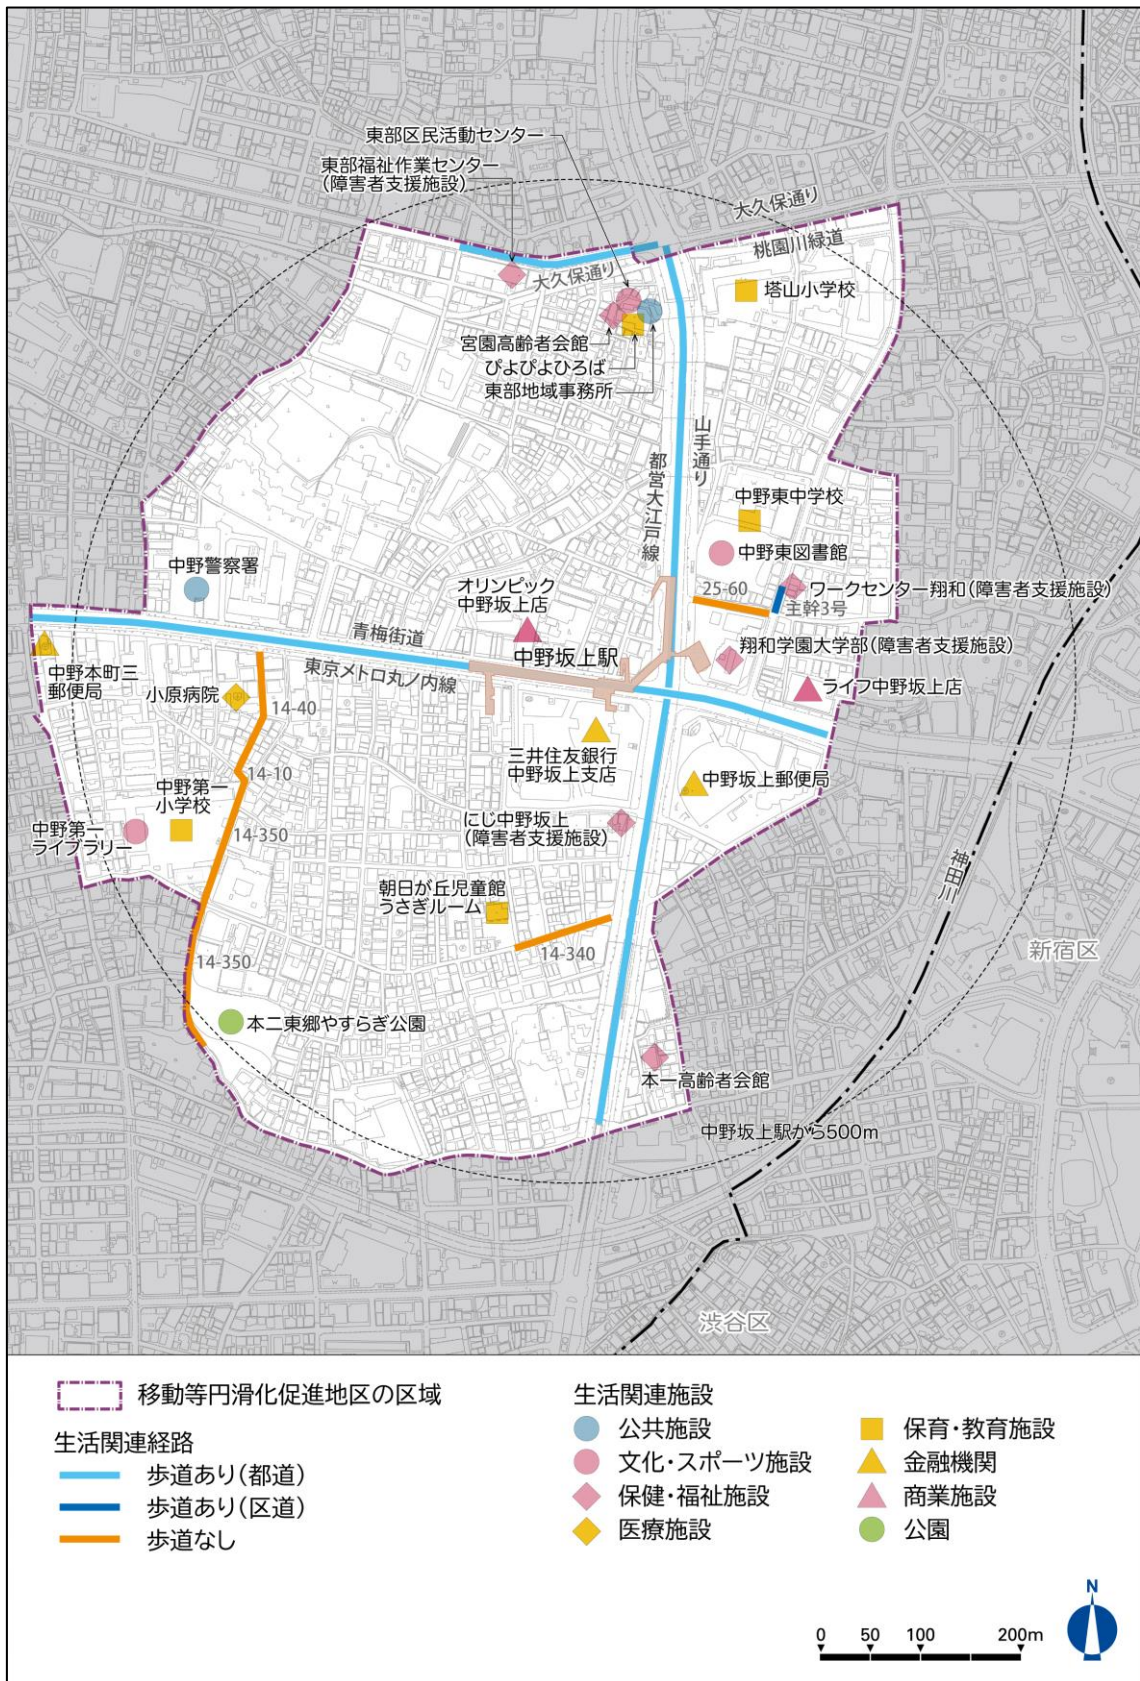 東部区民活動センター
東部福祉作業センター
(障害者支援施設)
大久保通り
桃園川緑道
大久保通り
塔山小学校
宮園高齢者会館
ぴよぴよひろば
東部地域事務所
山手通り
都営大江戸線
中野東中学校
中野東図書館
中野警察署
オリンピック
中野坂上店
25-60
ワークセンター翔和(障害者支援施設)
主幹3号
青梅街道
中野坂上駅
翔和学園大学部(障害者支援施設)
東京メトロ丸ノ内線
中野本町三
郵便局
小原病院
ライフ中野坂上店
14-40
三井住友銀行
中野坂上支店
14-10
中野坂上郵便局
中野第一
小学校
中野第一
ライブラリー
14-350
にじ中野坂上
(障害者支援施設)
神田川
朝日が丘児童館
うさぎルーム
14-340
14-350
新宿区
本二東郷やすらぎ公園
本一高齢者会館
中野坂上駅から500m
渋谷区
移動等円滑化促進地区の区域
生活関連経路
歩道あり(都道)
歩道あり(区道)
歩道なし
生活関連施設
公共施設
文化・スポーツ施設
保健・福祉施設
医療施設
保育・教育施設
金融機関
商業施設
公園
N
0 50 100 200m